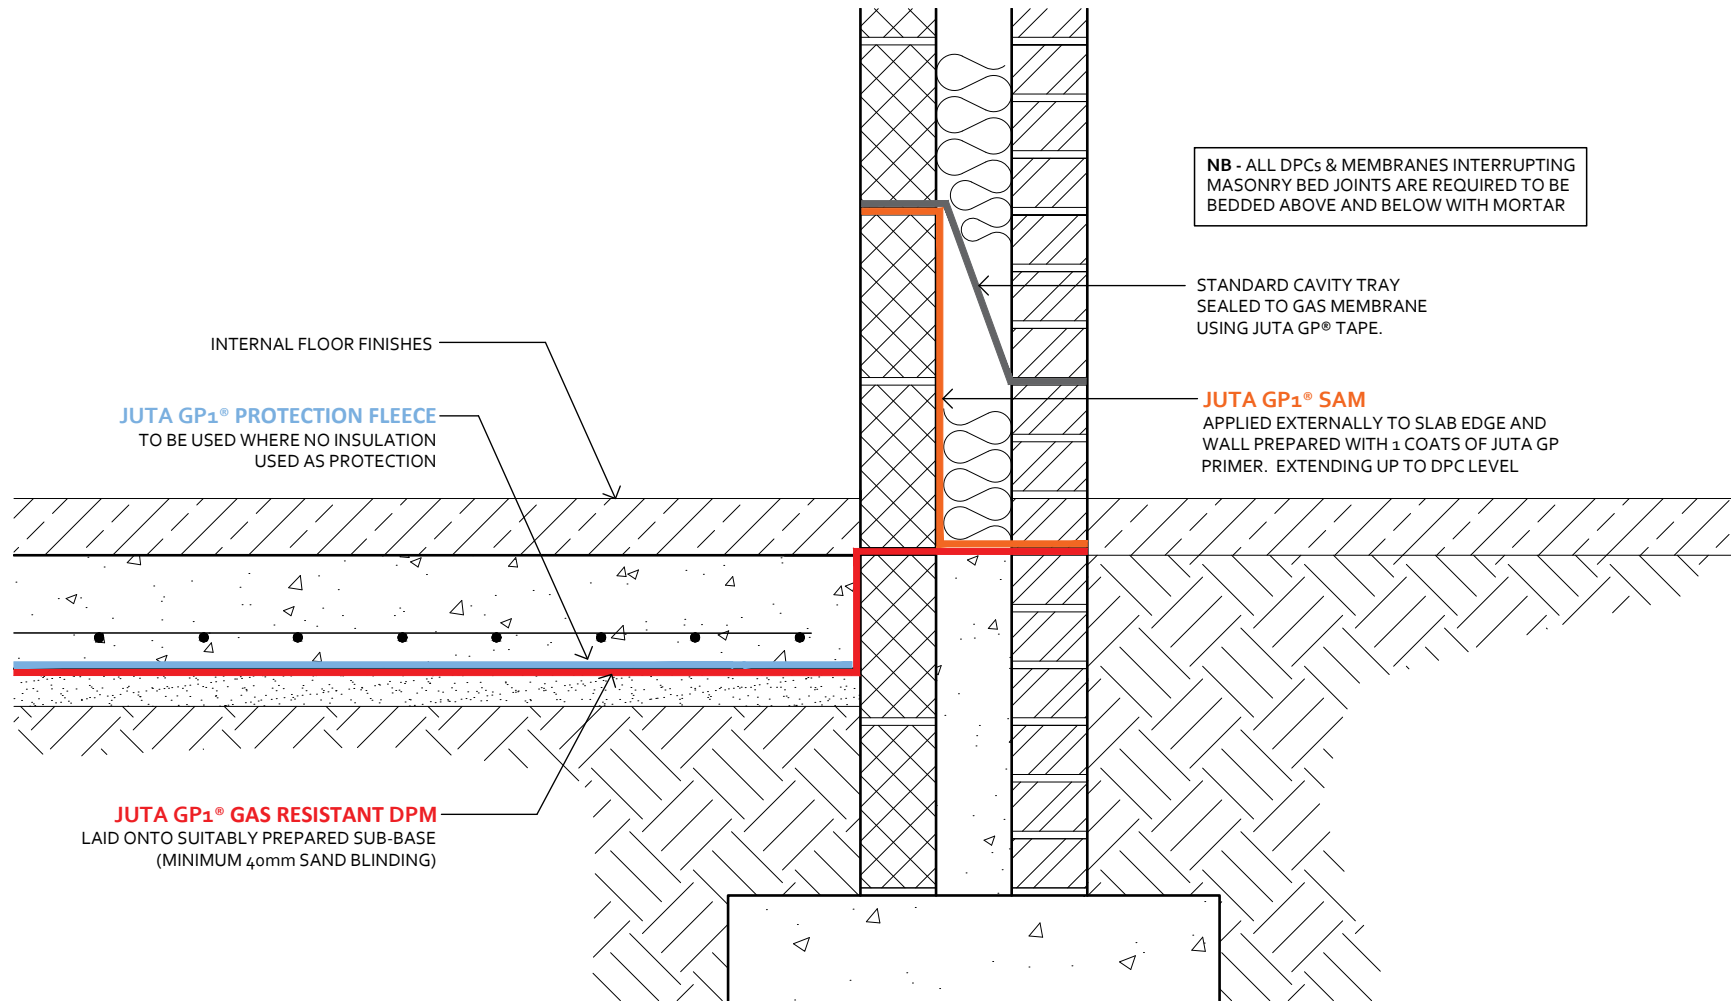 NB - ALL DPCs & MEMBRANES INTERRUPTING
MASONRY BED JOINTS ARE REQUIRED TO BE
BEDDED ABOVE AND BELOW WITH MORTAR
STANDARD CAVITY TRAY
SEALED TO GAS MEMBRANE
USING JUTA GP® TAPE.
INTERNAL FLOOR FINISHES
JUTA GP1® PROTECTION FLEECE
TO BE USED WHERE NO INSULATION
USED AS PROTECTION
JUTA GP1® SAM
APPLIED EXTERNALLY TO SLAB EDGE AND
WALL PREPARED WITH 1 COATS OF JUTA GP
PRIMER. EXTENDING UP TO DPC LEVEL
JUTA GP1® GAS RESISTANT DPM
LAID ONTO SUITABLY PREPARED SUB-BASE
(MINIMUM 40mm SAND BLINDING)